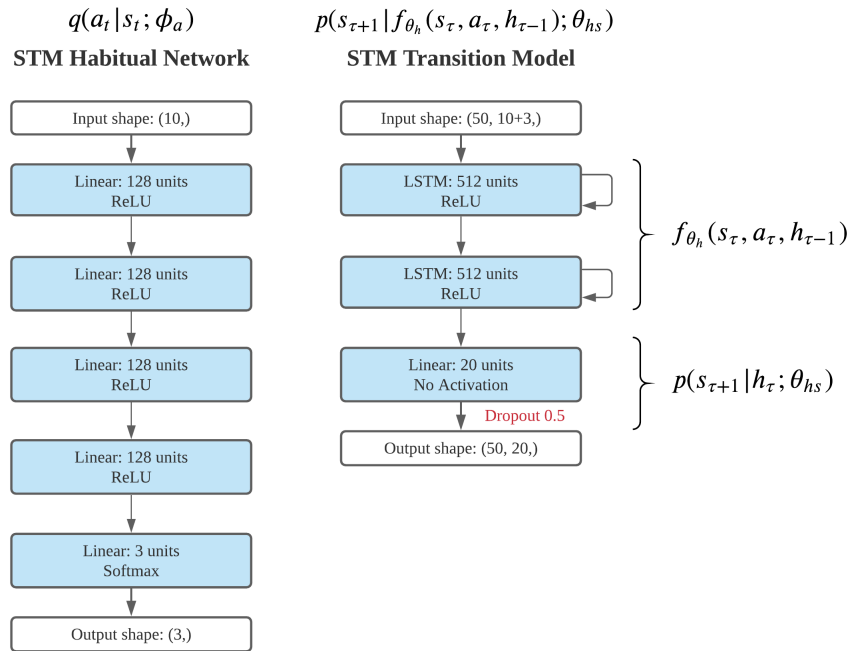 q(a_t|s_t; ϕ_a)
STM Habitual Network
Input shape: (10,)
Linear: 128 units
ReLU
Linear: 128 units
ReLU
Linear: 128 units
ReLU
Linear: 128 units
ReLU
Linear: 3 units
Softmax
Output shape: (3,)
p(s_{τ+1}|f_{θ_h}(s_τ, a_τ, h_{τ−1}); θ_{hs})
STM Transition Model
Input shape: (50, 10+3,)
LSTM: 512 units
ReLU
LSTM: 512 units
ReLU
f_{θ_h}(s_τ, a_τ, h_{τ−1})
Linear: 20 units
No Activation
p(s_{τ+1}|h_τ; θ_{hs})
Dropout 0.5
Output shape: (50, 20,)